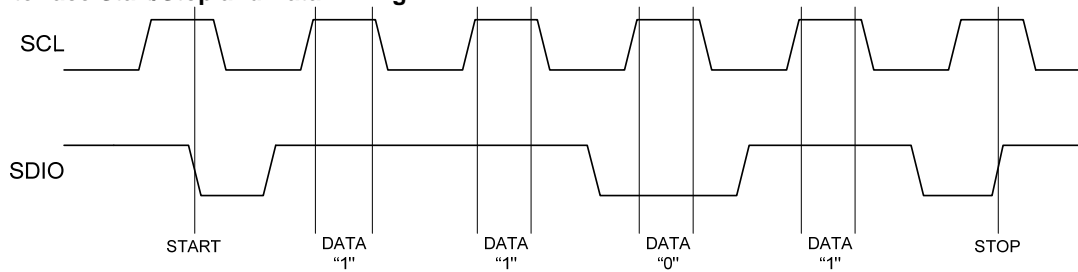 SCL
SDIO
START
DATA
“1"
DATA
“1"
DATA
“0"
DATA
“1"
STOP